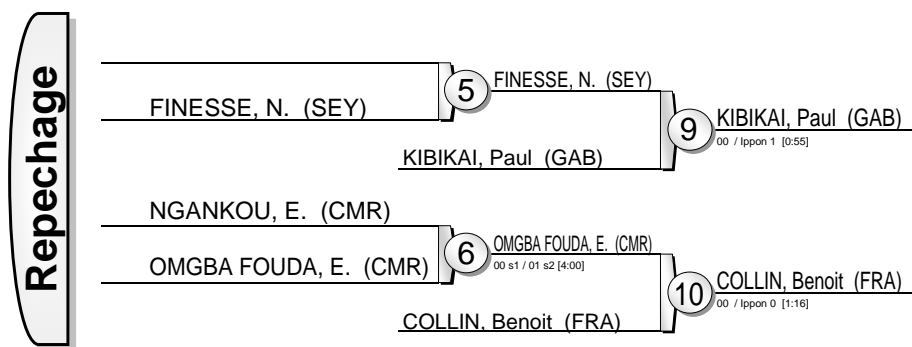 Repechage
FINESSE, N. (SEY)
5
FINESSE, N. (SEY)
KIBIKAI, Paul (GAB)
9
KIBIKAI, Paul (GAB)
00 / Ippon 1 [0:55]
NGANKOU, E. (CMR)
OMGBA FOUDA, E. (CMR)
6
OMGBA FOUDA, E. (CMR)
00 s1 / 01 s2 [4:00]
COLLIN, Benoit (FRA)
10
COLLIN, Benoit (FRA)
00 / Ippon 0 [1:16]